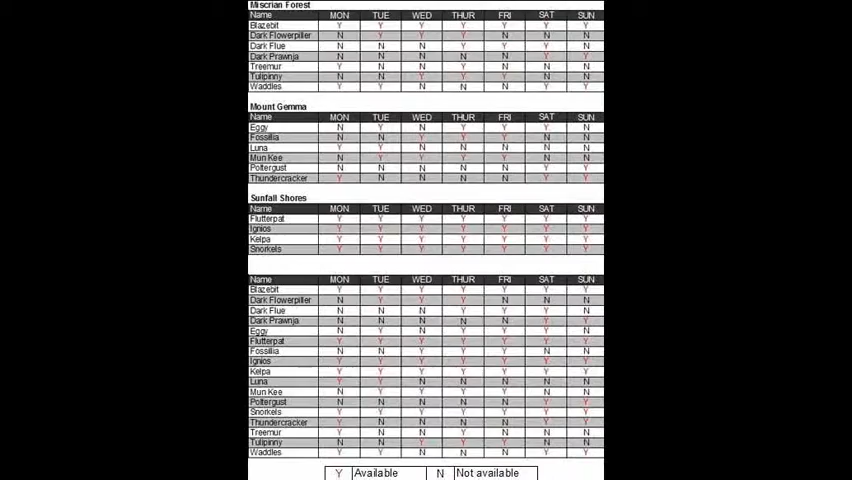 Miscrian Forest
Name MON TUE WED THUR FRI SAT SUN
Blazebit Y Y Y Y Y Y Y
Dark Flowerpiller N Y Y Y N N N
Dark Flue N N N Y Y Y N
Dark Prawnja N N N N N Y Y
Treemur Y N N Y N N N
Tulipinny N N Y Y Y N N
Waddles Y Y N N N Y Y
Mount Gemma
Name MON TUE WED THUR FRI SAT SUN
Eggy N Y N Y Y Y N
Fossillia N N Y Y Y N N
Luna Y Y N N N N N
Mun Kee N Y Y Y Y N N
Poltergust N N N N N Y Y
Thundercracker Y N N N N Y Y
Sunfall Shores
Name MON TUE WED THUR FRI SAT SUN
Flutterpat Y Y Y Y Y Y Y
Ignios Y Y Y Y Y Y Y
Kelpa Y Y Y Y Y Y Y
Snorkels Y Y Y Y Y Y Y
Name MON TUE WED THUR FRI SAT SUN
Blazebit Y Y Y Y Y Y Y
Dark Flowerpiller N Y Y Y N N N
Dark Flue N N N Y Y Y N
Dark Prawnja N N N N N Y Y
Eggy N Y N Y Y Y N
Flutterpat Y Y Y Y Y Y Y
Fossillia N N Y Y Y N N
Ignios Y Y Y Y Y Y Y
Kelpa Y Y Y Y Y Y Y
Luna Y Y N N N N N
Mun Kee N Y Y Y Y N N
Poltergust N N N N N Y Y
Snorkels Y Y Y Y Y Y Y
Thundercracker Y N N N N Y Y
Treemur Y N N Y N N N
Tulipinny N N Y Y Y N N
Waddles Y Y N N N Y Y
Y Available N Not available